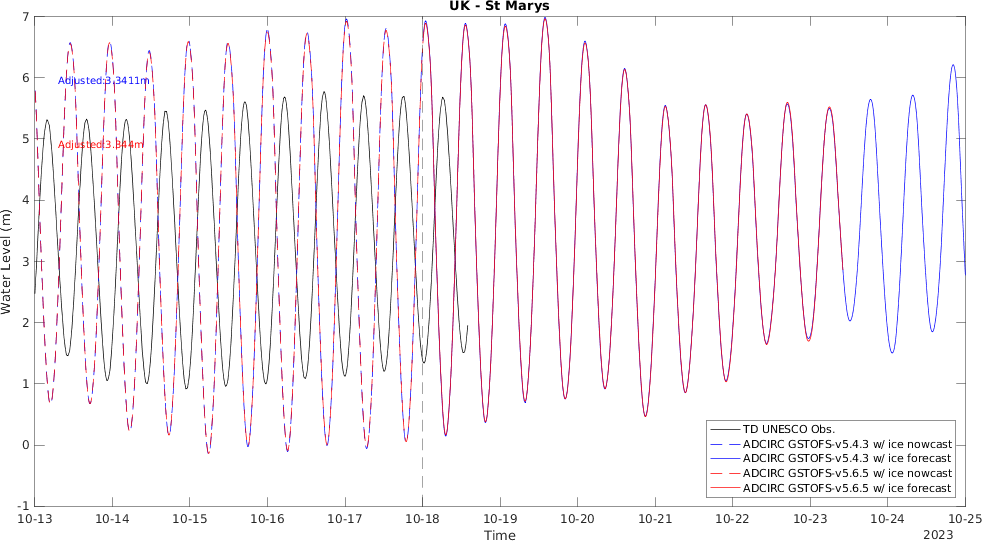 UK - St Marys
7
6
5
4
3
2
1
0
-1
Water Level (m)
Adjusted:3.3411m
Adjusted:3.344m
TD UNESCO Obs.
ADCIRC GSTOFS-v5.4.3 w/ ice nowcast
ADCIRC GSTOFS-v5.4.3 w/ ice forecast
ADCIRC GSTOFS-v5.6.5 w/ ice nowcast
ADCIRC GSTOFS-v5.6.5 w/ ice forecast
10-13 10-14 10-15 10-16 10-17 10-18 10-19 10-20 10-21 10-22 10-23 10-24 10-25
Time
2023